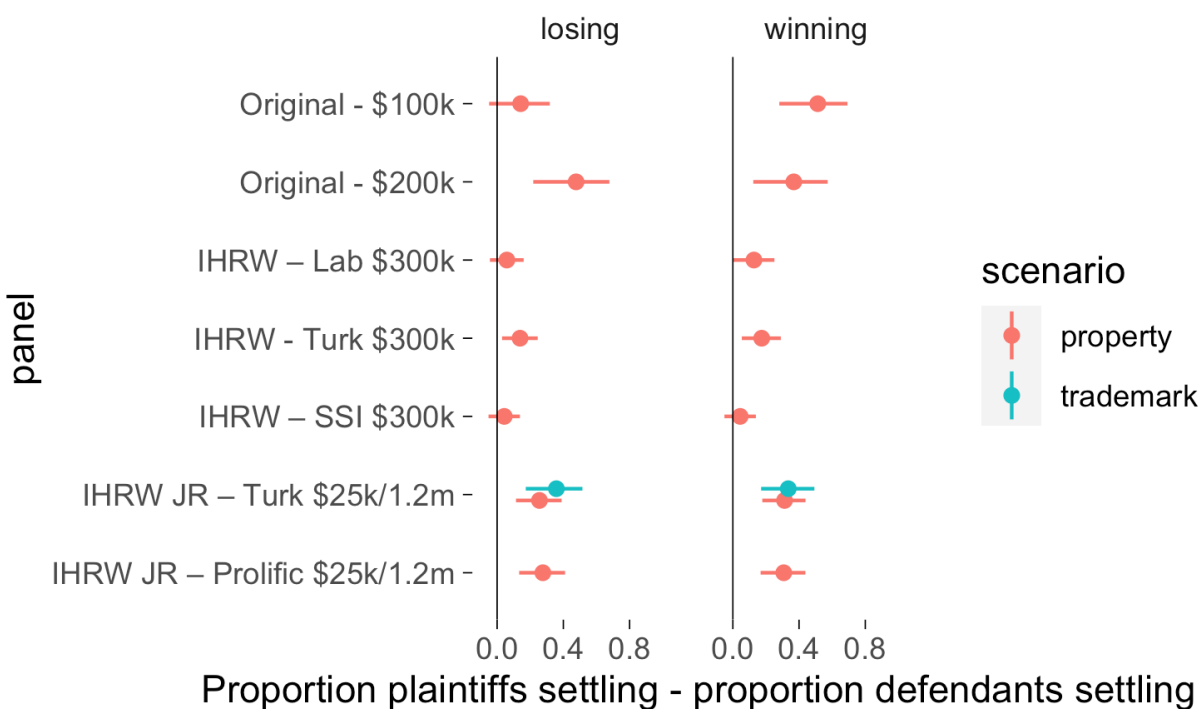 losing winning
Original - $100k
Original - $200k
IHRW – Lab $300k
IHRW - Turk $300k
IHRW – SSI $300k
IHRW JR – Turk $25k/1.2m
IHRW JR – Prolific $25k/1.2m
panel
0.0 0.4 0.8 0.0 0.4 0.8
Proportion plaintiffs settling - proportion defendants settling
scenario
property
trademark